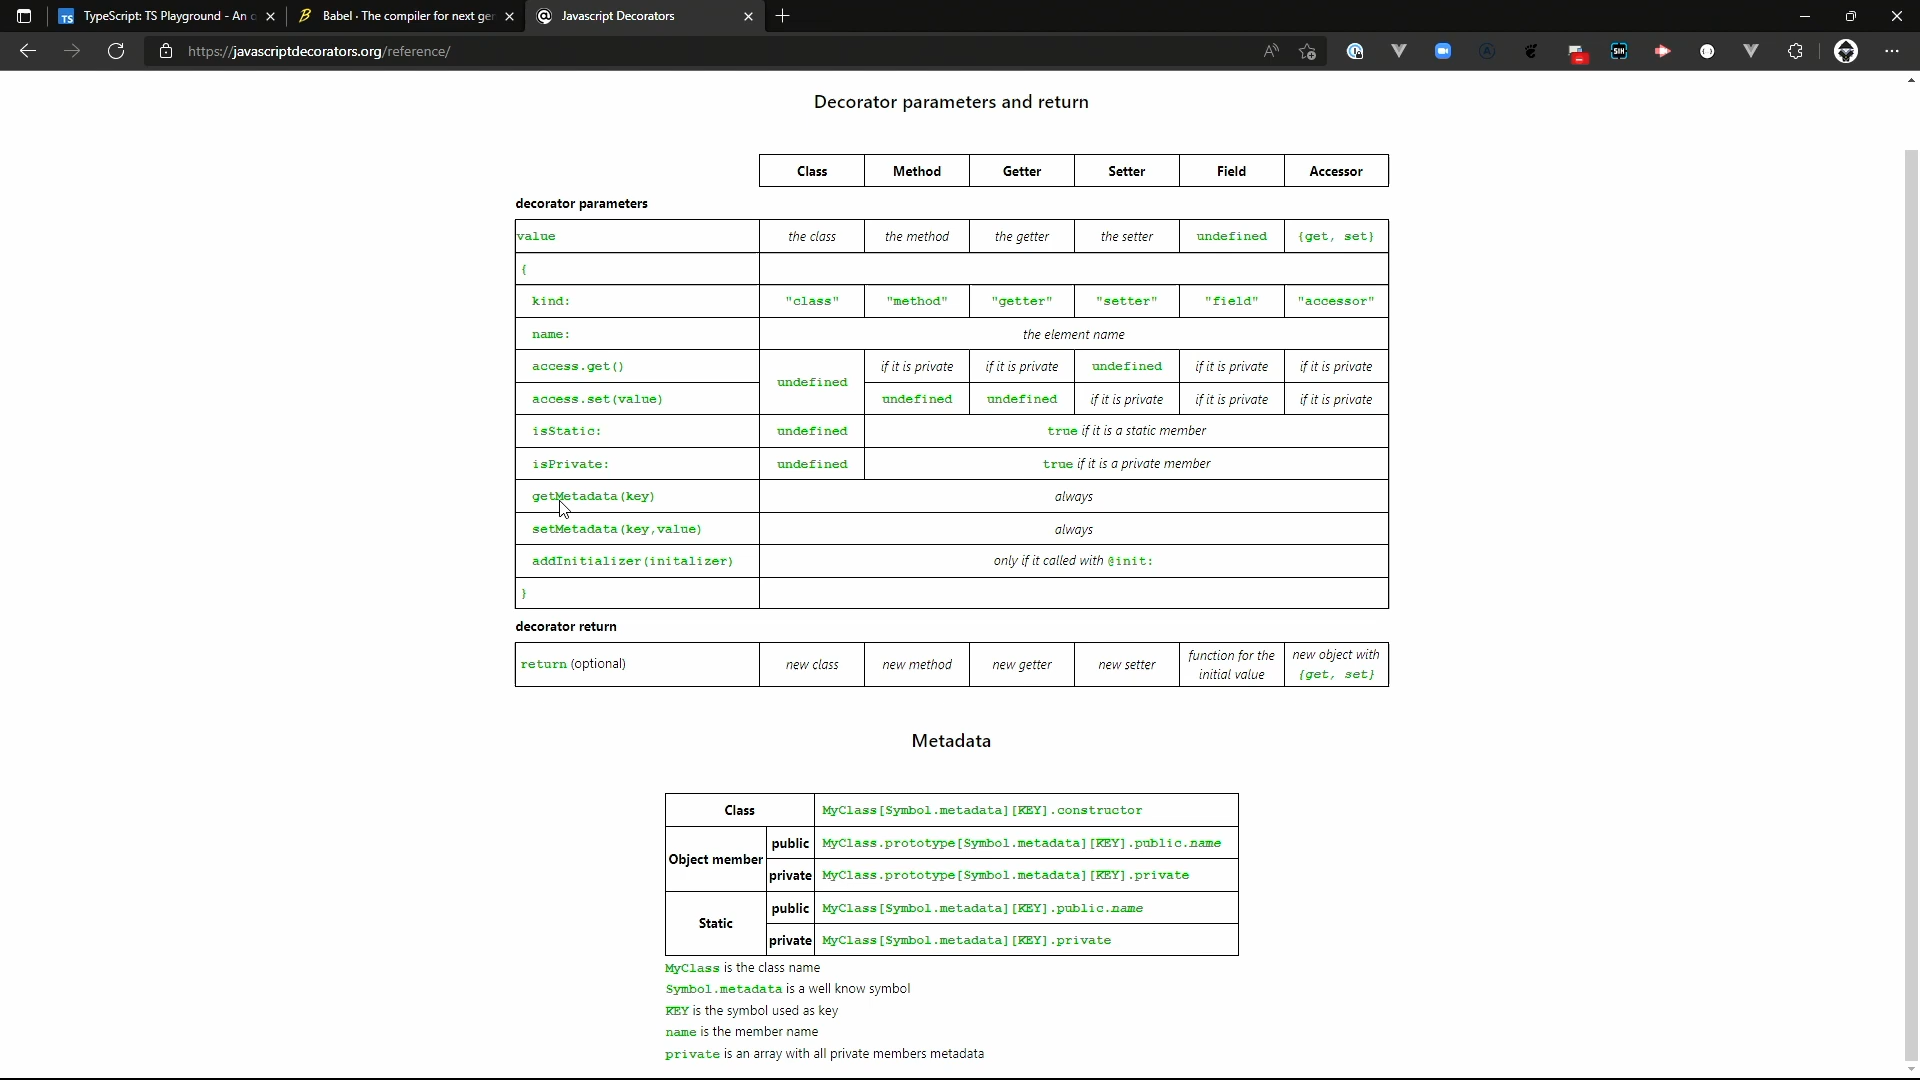 TypeScript: TS Playground - An o
Babel · The compiler for next ger
Javascript Decorators
https://javascriptdecorators.org/reference/
Decorator parameters and return
Class Method Getter Setter Field Accessor
decorator parameters
value the class the method the getter the setter undefined {get, set}
{
kind: "class" "method" "getter" "setter" "field" "accessor"
name: the element name
access.get() undefined if it is private if it is private undefined if it is private if it is private
access.set(value) undefined undefined if it is private if it is private if it is private
isStatic: undefined true if it is a static member
isPrivate: undefined true if it is a private member
getMetadata(key) always
setMetadata(key,value) always
addInitializer(initalizer) only if it called with @init:
}
decorator return
return (optional) new class new method new getter new setter function for the initial value new object with {get, set}
Metadata
Class MyClass[Symbol.metadata][KEY].constructor
Object member public MyClass.prototype[Symbol.metadata][KEY].public.name
private MyClass.prototype[Symbol.metadata][KEY].private
Static public MyClass[Symbol.metadata][KEY].public.name
private MyClass[Symbol.metadata][KEY].private
MyClass is the class name
Symbol.metadata is a well know symbol
KEY is the symbol used as key
name is the member name
private is an array with all private members metadata